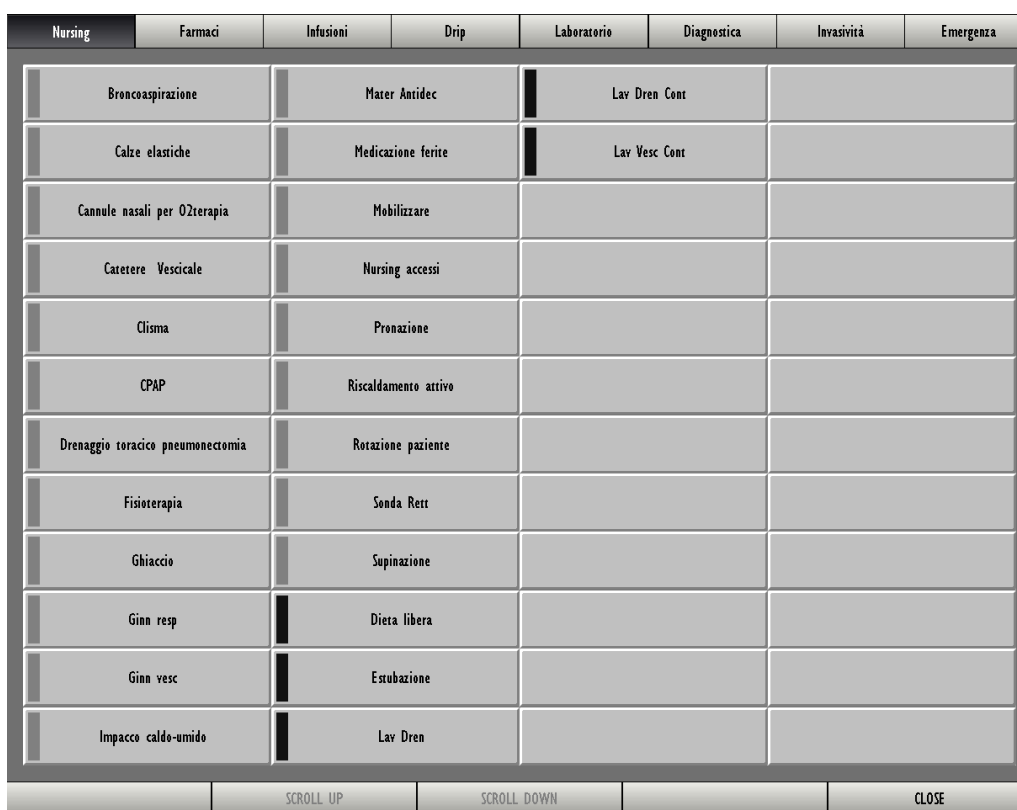 Nursing Farmaci Infusioni Drip Laboratorio Diagnostica Invasività Emergenza
Broncoaspirazione Mater Antidec Lav Dren Cont
Calze elastiche Medicazione ferite Lav Vesc Cont
Cannule nasali per O2terapia Mobilizzare
Catetere Vescicale Nursing accessi
Clisma Pronazione
CPAP Riscaldamento attivo
Drenaggio toracico pneumonectomia Rotazione paziente
Fisioterapia Sonda Rett
Ghiaccio Supinazione
Ginn resp Dieta libera
Ginn vesc Estubazione
Impacco caldo-umido Lav Dren
SCROLL UP SCROLL DOWN CLOSE